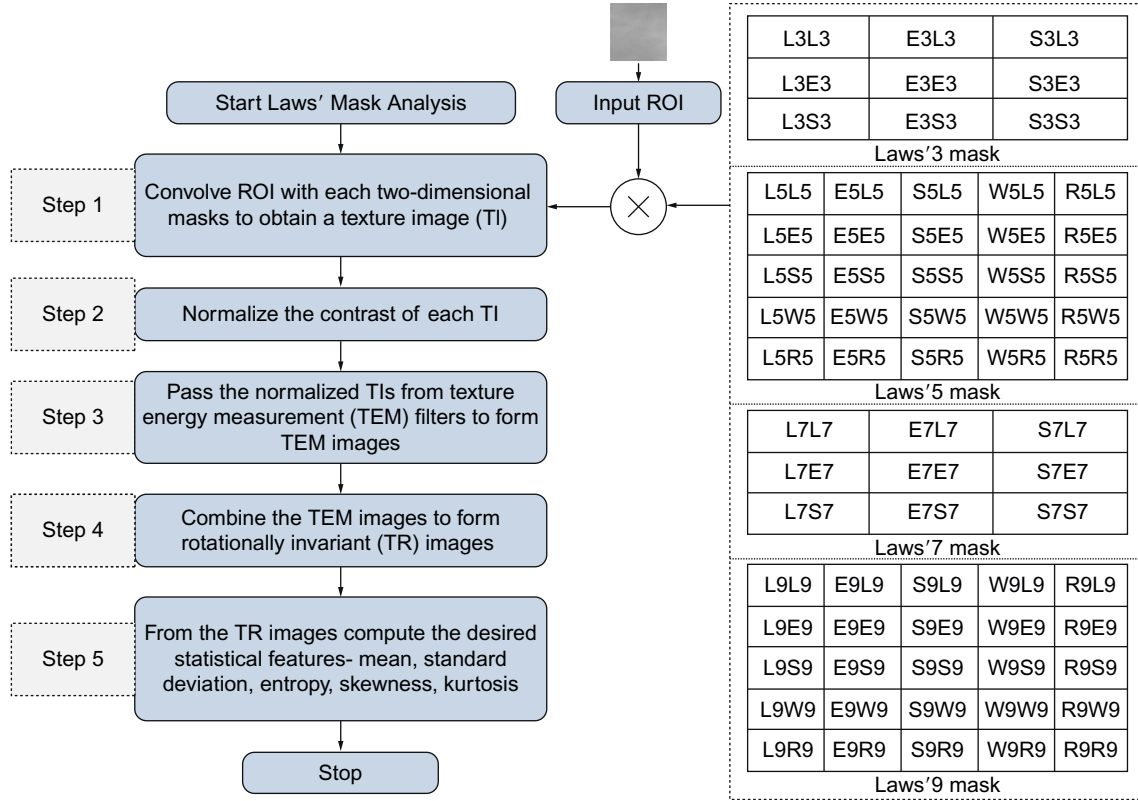 Start Laws′ Mask Analysis
Input ROI
Step 1
Convolve ROI with each two-dimensional
masks to obtain a texture image (TI)
Step 2
Normalize the contrast of each TI
Step 3
Pass the normalized TIs from texture
energy measurement (TEM) filters to form
TEM images
Step 4
Combine the TEM images to form
rotationally invariant (TR) images
Step 5
From the TR images compute the desired
statistical features- mean, standard
deviation, entropy, skewness, kurtosis
Stop
L3L3 E3L3 S3L3
L3E3 E3E3 S3E3
L3S3 E3S3 S3S3
Laws′3 mask
L5L5 E5L5 S5L5 W5L5 R5L5
L5E5 E5E5 S5E5 W5E5 R5E5
L5S5 E5S5 S5S5 W5S5 R5S5
L5W5 E5W5 S5W5 W5W5 R5W5
L5R5 E5R5 S5R5 W5R5 R5R5
Laws′5 mask
L7L7 E7L7 S7L7
L7E7 E7E7 S7E7
L7S7 E7S7 S7S7
Laws′7 mask
L9L9 E9L9 S9L9 W9L9 R9L9
L9E9 E9E9 S9E9 W9E9 R9E9
L9S9 E9S9 S9S9 W9S9 R9S9
L9W9 E9W9 S9W9 W9W9 R9W9
L9R9 E9R9 S9R9 W9R9 R9R9
Laws′9 mask